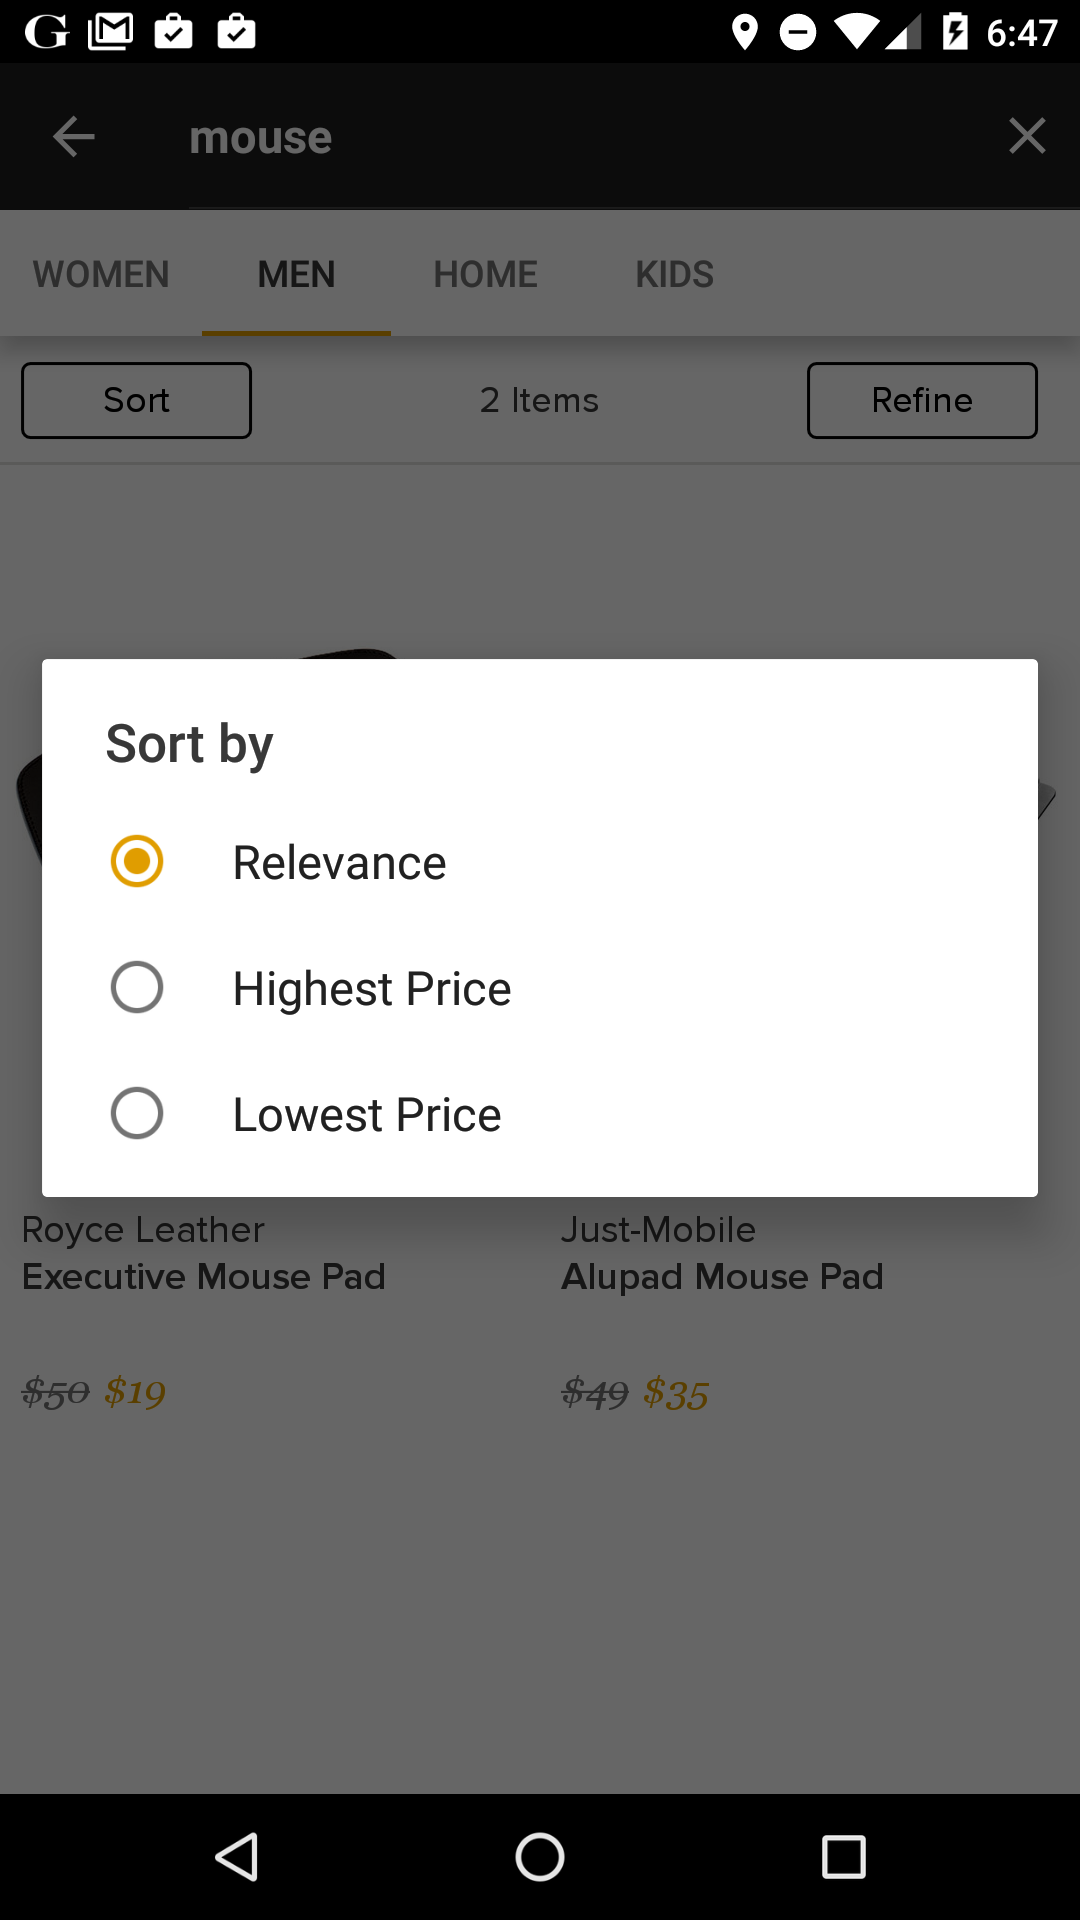 G 6:47
mouse
WOMEN MEN HOME KIDS
Sort 2 Items Refine
Sort by
Relevance
Highest Price
Lowest Price
Royce Leather
Executive Mouse Pad
$50 $19
Just-Mobile
Alupad Mouse Pad
$49 $35